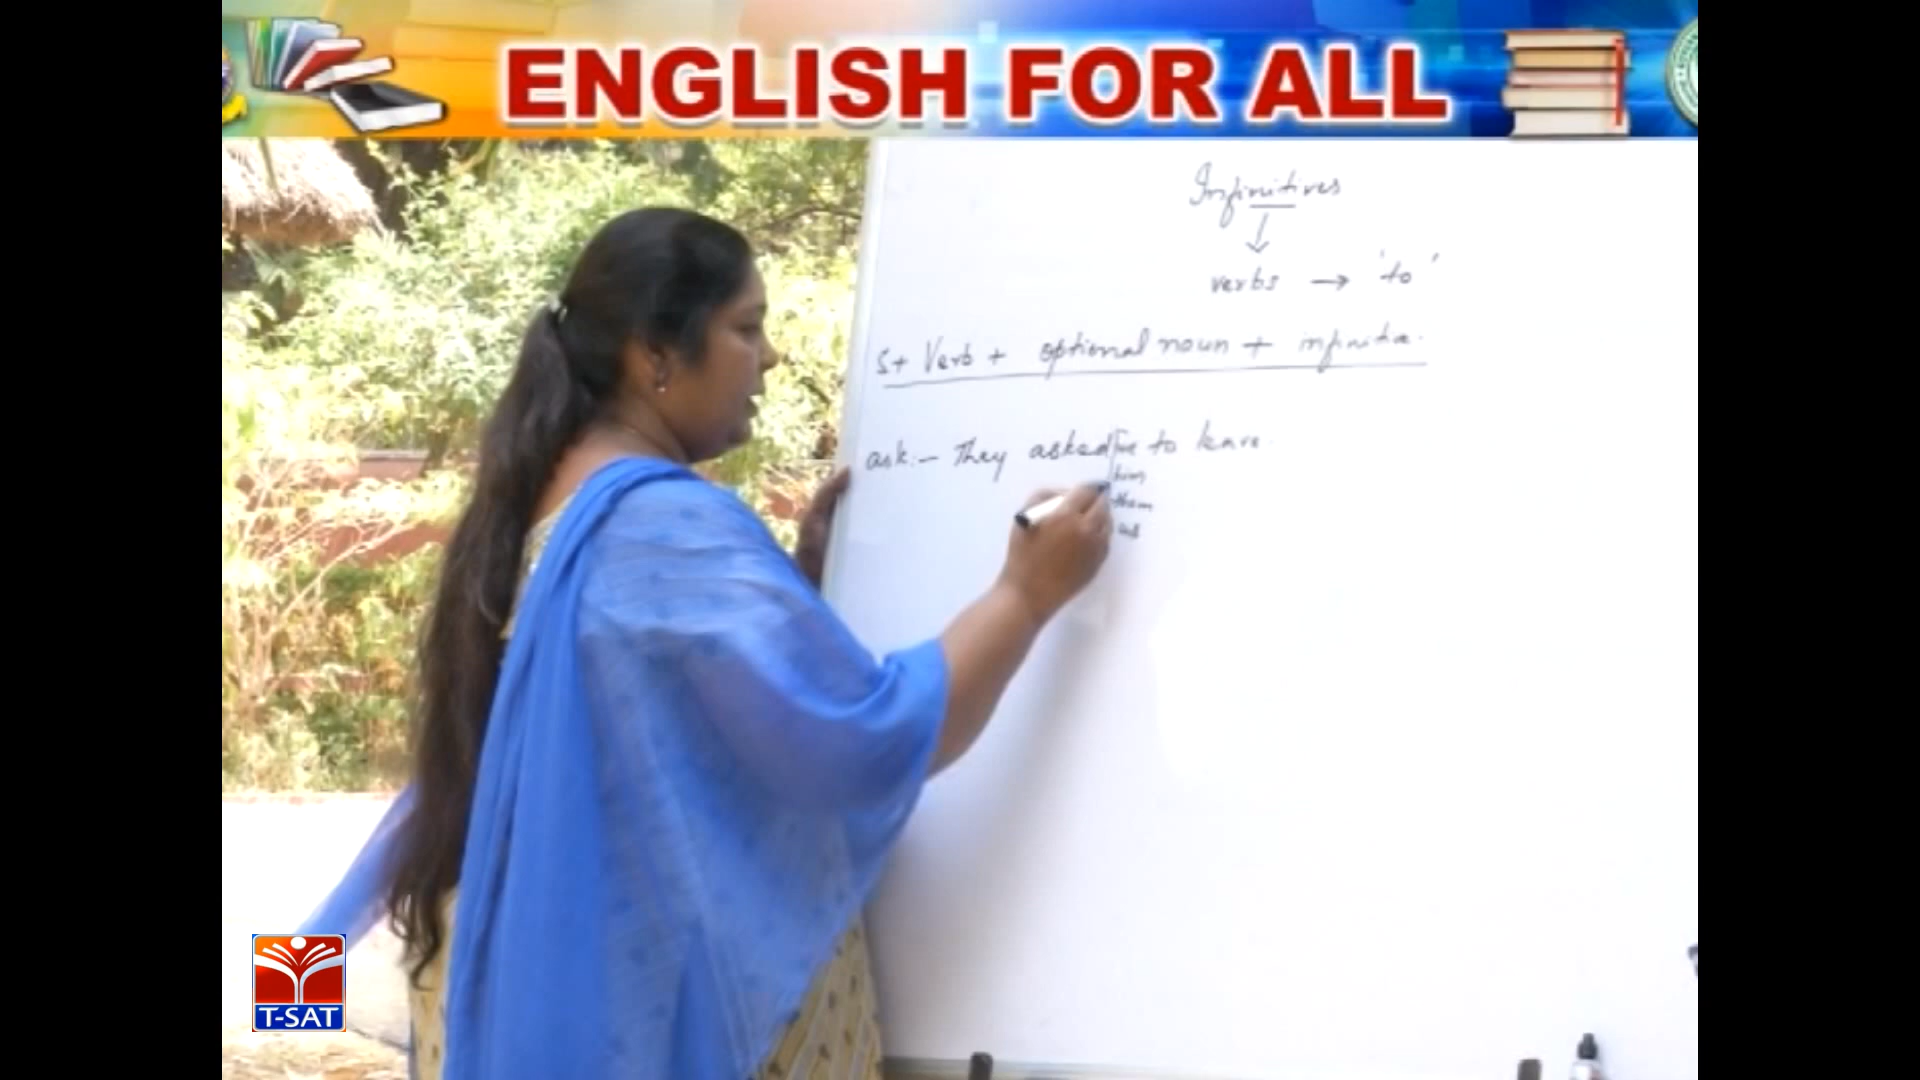 ENGLISH FOR ALL
Infinitives
verbs → 'to'
S+ Verb + optional noun + infinitive.
ask:- They asked me to leave.
him
them
us
T-SAT